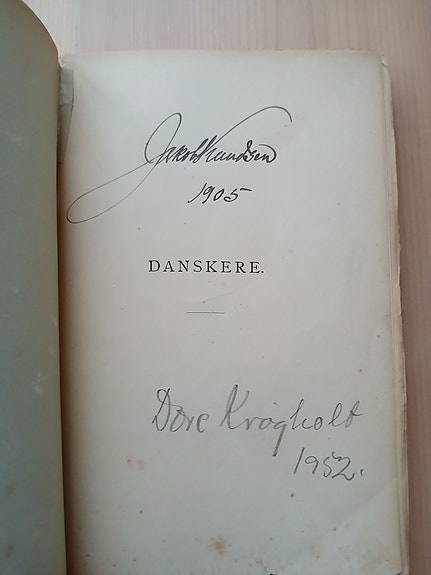 Jakob Knudsen
1905
DANSKERE.
Dore Krogholt
1952.